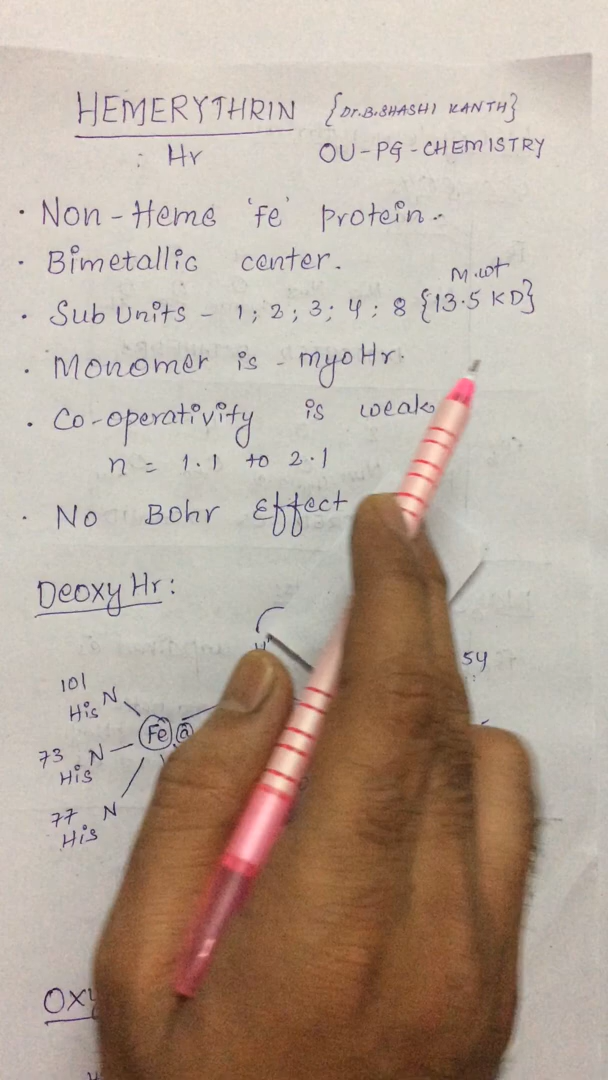 HEMERYTHRIN {Dr.B.SHASHI KANTH}
: Hr OU-PG-CHEMISTRY
· Non-Heme 'Fe' protein.
· Bimetallic center.
M.wt
· Sub Units - 1; 2; 3; 4; 8 {13.5 KD}
· Monomer is - myoHr.
· Co-operativity is weak
n = 1.1 to 2.1
· No Bohr Effect
Deoxy Hr:
54
101
His N
Fe a
73
His N
77
His N
OXY